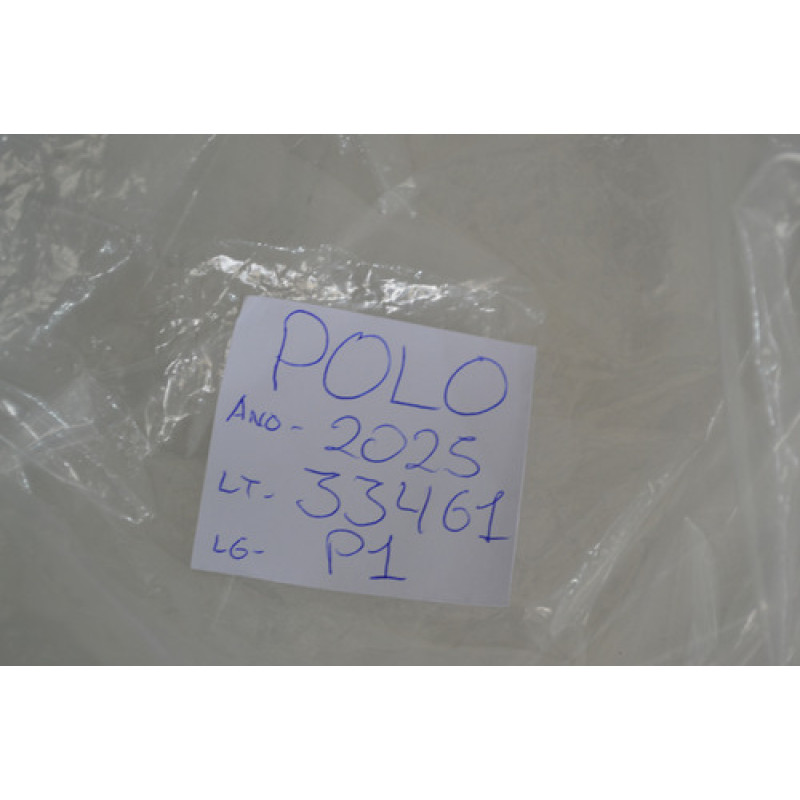 POLO
ANO- 2025
LT- 33461
LG- P1